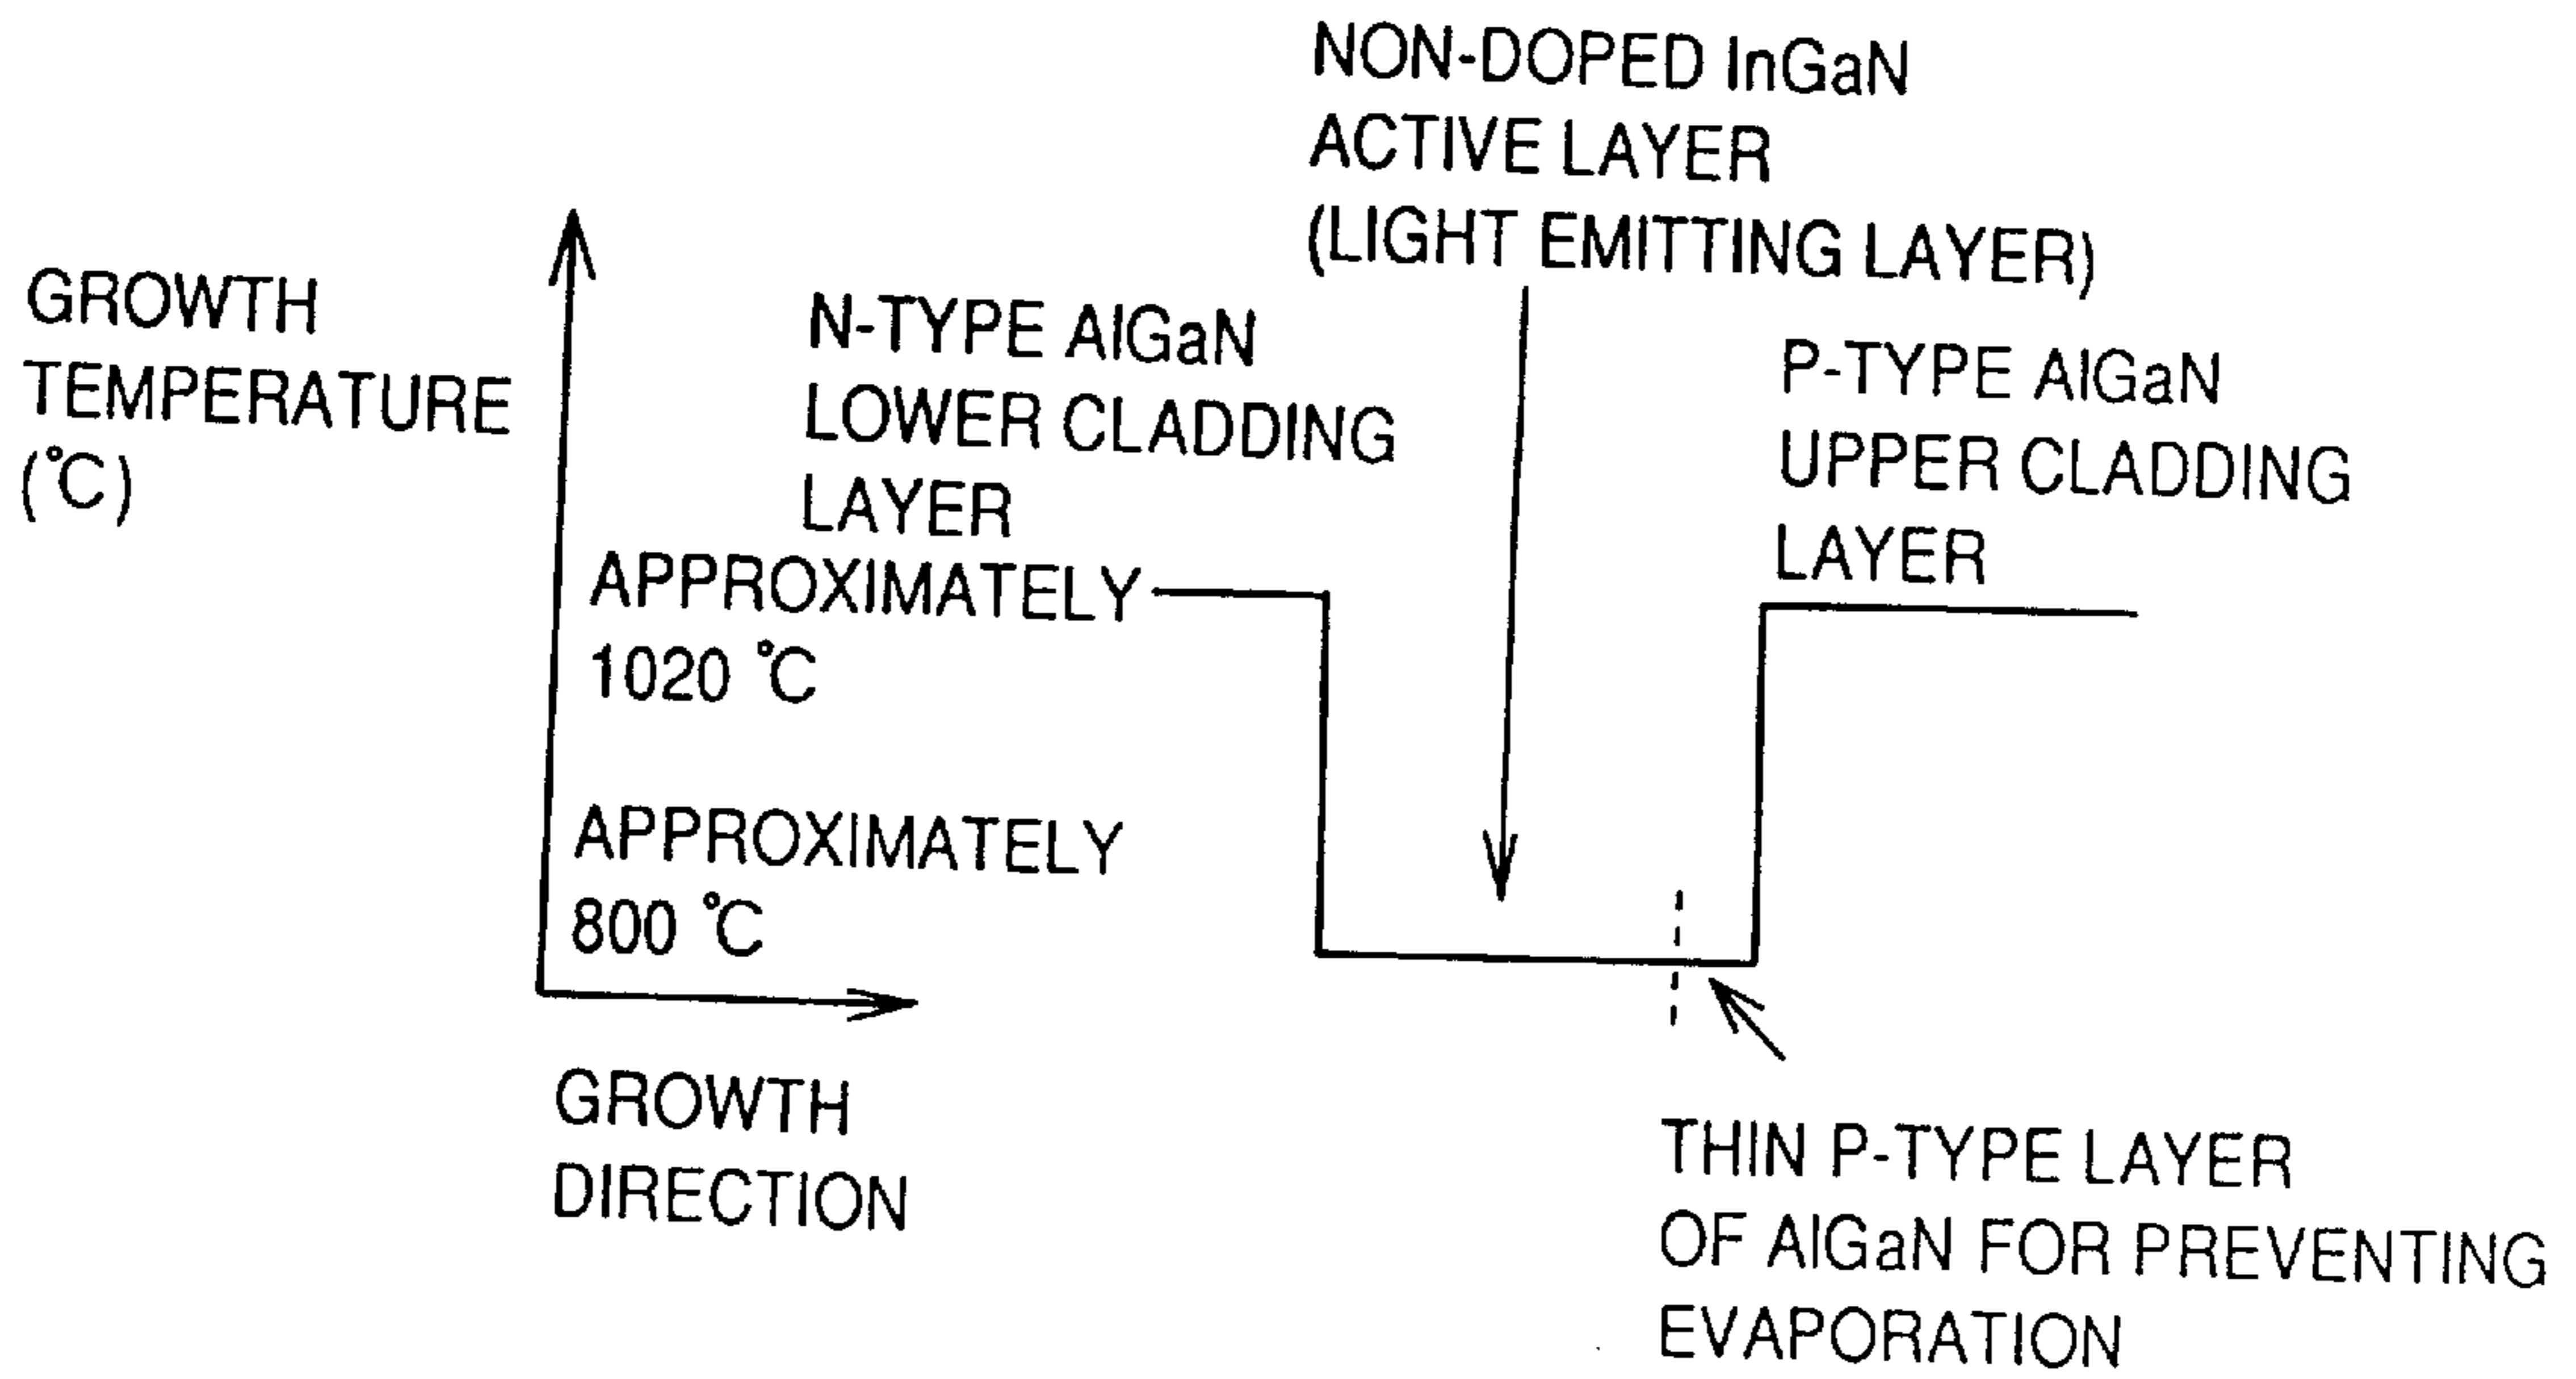 NON-DOPED InGaN
ACTIVE LAYER
(LIGHT EMITTING LAYER)
GROWTH
TEMPERATURE
(℃)
N-TYPE AlGaN
LOWER CLADDING
LAYER
P-TYPE AlGaN
UPPER CLADDING
LAYER
APPROXIMATELY
1020 ℃
APPROXIMATELY
800 ℃
GROWTH
DIRECTION
THIN P-TYPE LAYER
OF AlGaN FOR PREVENTING
EVAPORATION